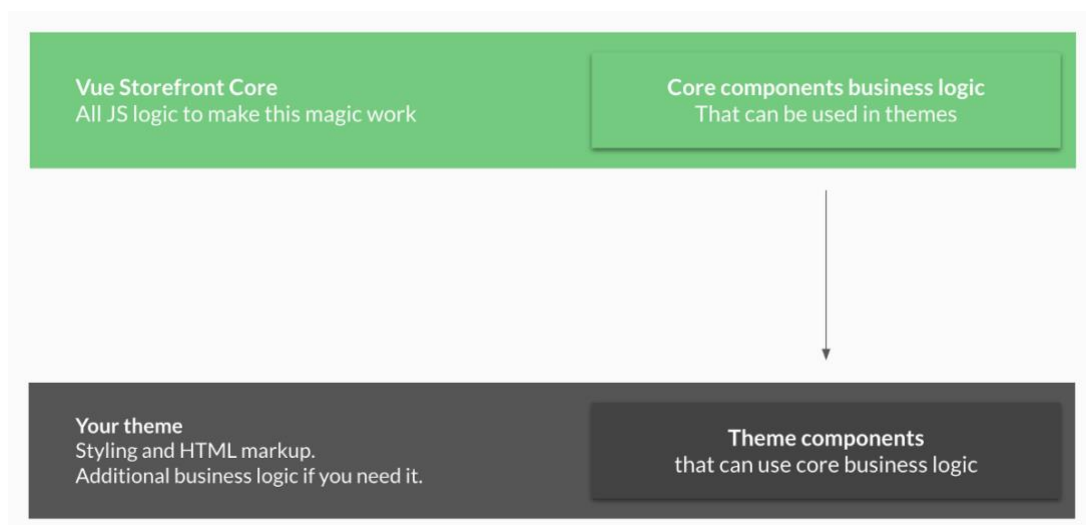 Vue Storefront Core
All JS logic to make this magic work
Core components business logic
That can be used in themes
Your theme
Styling and HTML markup.
Additional business logic if you need it.
Theme components
that can use core business logic